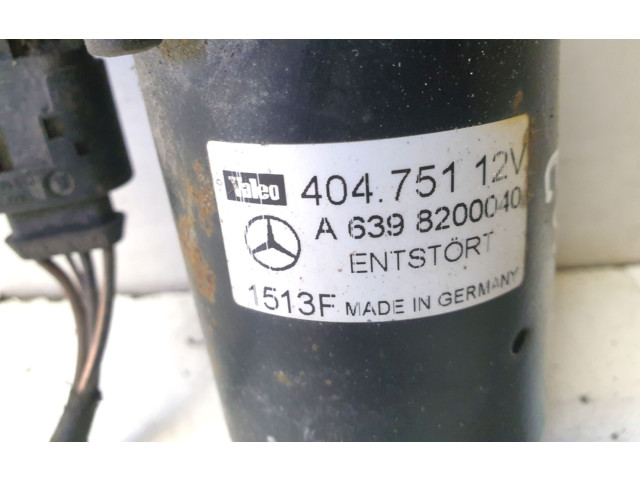 Valeo 404.751 12V
A 639 8200040
ENTSTÖRT
1513F MADE IN GERMANY